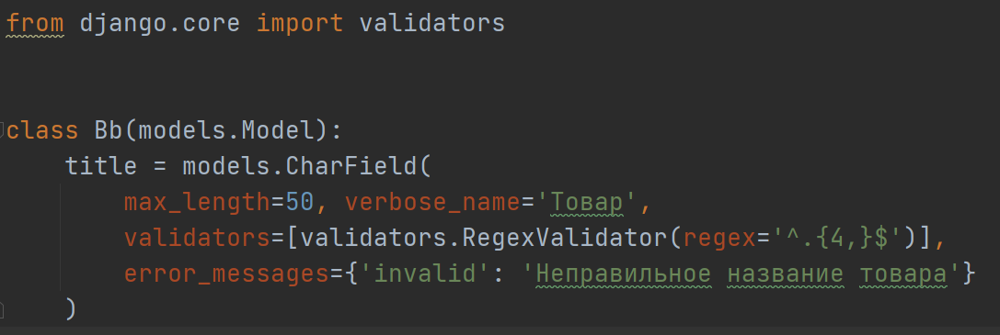 from django.core import validators
class Bb(models.Model):
title = models.CharField(
max_length=50, verbose_name='Товар',
validators=[validators.RegexValidator(regex='^.{4,}$')],
error_messages={'invalid': 'Неправильное название товара'}
)